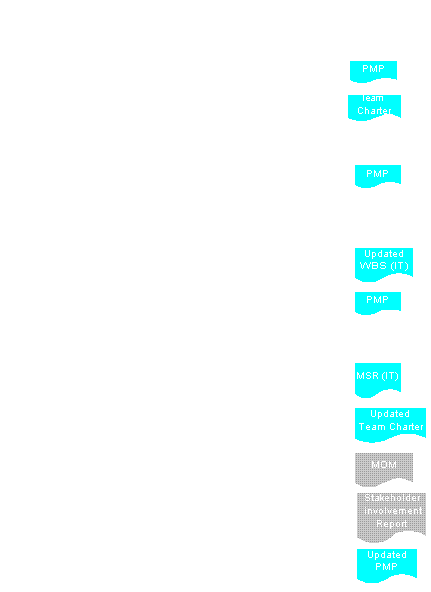 PMP
Team
Charter
PMP
Updated
WBS (IT)
PMP
MSR (IT)
Updated
Team Charter
MOM
Stakeholder
Involvement
Report
Updated
PMP